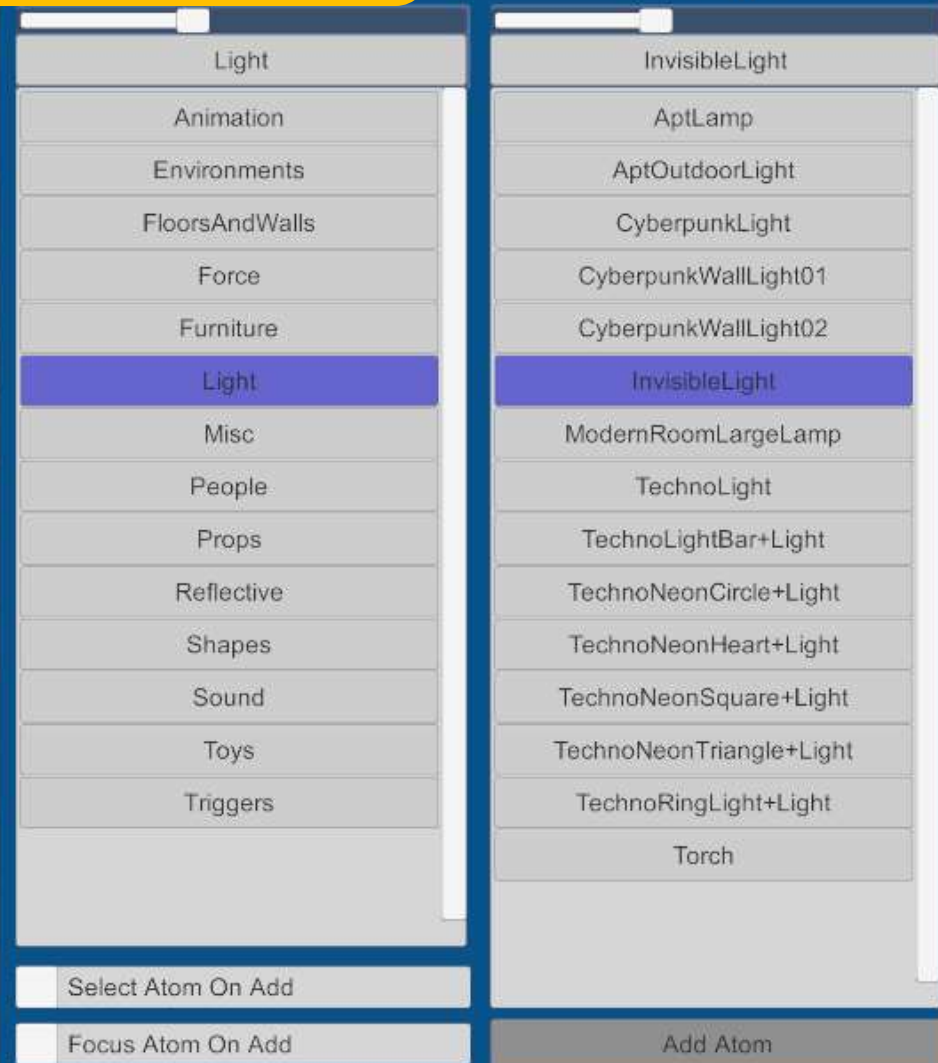 Light
Animation
Environments
FloorsAndWalls
Force
Furniture
Light
Misc
People
Props
Reflective
Shapes
Sound
Toys
Triggers
Select Atom On Add
Focus Atom On Add
InvisibleLight
AptLamp
AptOutdoorLight
CyberpunkLight
CyberpunkWallLight01
CyberpunkWallLight02
InvisibleLight
ModernRoomLargeLamp
TechnoLight
TechnoLightBar+Light
TechnoNeonCircle+Light
TechnoNeonHeart+Light
TechnoNeonSquare+Light
TechnoNeonTriangle+Light
TechnoRingLight+Light
Torch
Add Atom